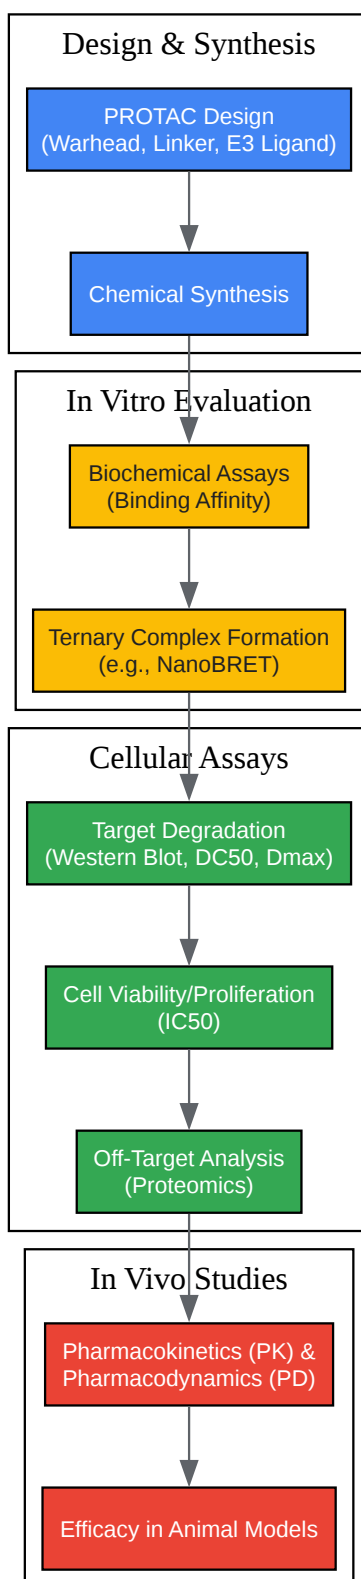 Design & Synthesis
PROTAC Design
(Warhead, Linker, E3 Ligand)
Chemical Synthesis
In Vitro Evaluation
Biochemical Assays
(Binding Affinity)
Ternary Complex Formation
(e.g., NanoBRET)
Cellular Assays
Target Degradation
(Western Blot, DC50, Dmax)
Cell Viability/Proliferation
(IC50)
Off-Target Analysis
(Proteomics)
In Vivo Studies
Pharmacokinetics (PK) &
Pharmacodynamics (PD)
Efficacy in Animal Models